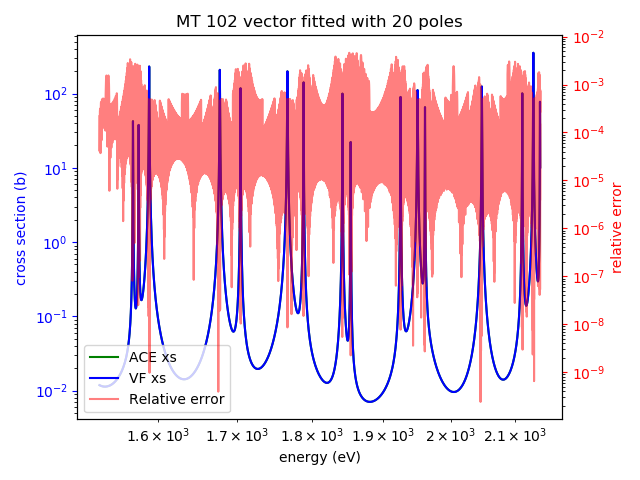 MT 102 vector fitted with 20 poles
cross section (b)
10²
10¹
10⁰
10⁻¹
10⁻²
10⁻²
10⁻³
10⁻⁴
10⁻⁵
10⁻⁶
10⁻⁷
10⁻⁸
10⁻⁹
relative error
ACE xs
VF xs
Relative error
1.6 × 10³ 1.7 × 10³ 1.8 × 10³ 1.9 × 10³ 2 × 10³ 2.1 × 10³
energy (eV)